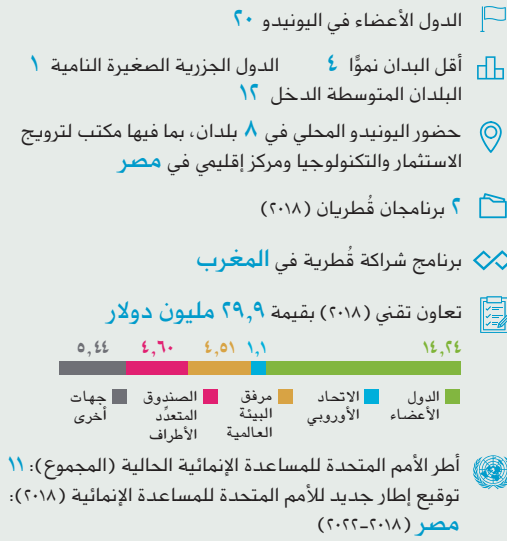 الدول الأعضاء في اليونيدو ٢٠
أقل البدان نموًّا ٤ الدول الجزرية الصغيرة النامية ١
البلدان المتوسطة الدخل ١٢
حضور اليونيدو المحلي في ٨ بلدان، بما فيها مكتب لترويج
الاستثمار والتكنولوجيا ومركز إقليمي في مصر
٢ برنامجان قُطريان (٢٠١٨)
برنامج شراكة قُطرية في المغرب
تعاون تقني (٢٠١٨) بقيمة ٢٩,٩ مليون دولار
١٤,٢٤ ١,١ ٤,٥١ ٤,٦٠ ٥,٤٤
الدول الاتحاد مرفق الصندوق جهات
الأعضاء الأوروبي البيئة المتعدِّد أخرى
العالمية الأطراف
أطر الأمم المتحدة للمساعدة الإنمائية الحالية (المجموع): ١١
توقيع إطار جديد للأمم المتحدة للمساعدة الإنمائية (٢٠١٨):
مصر (٢٠١٨-٢٠٢٢)